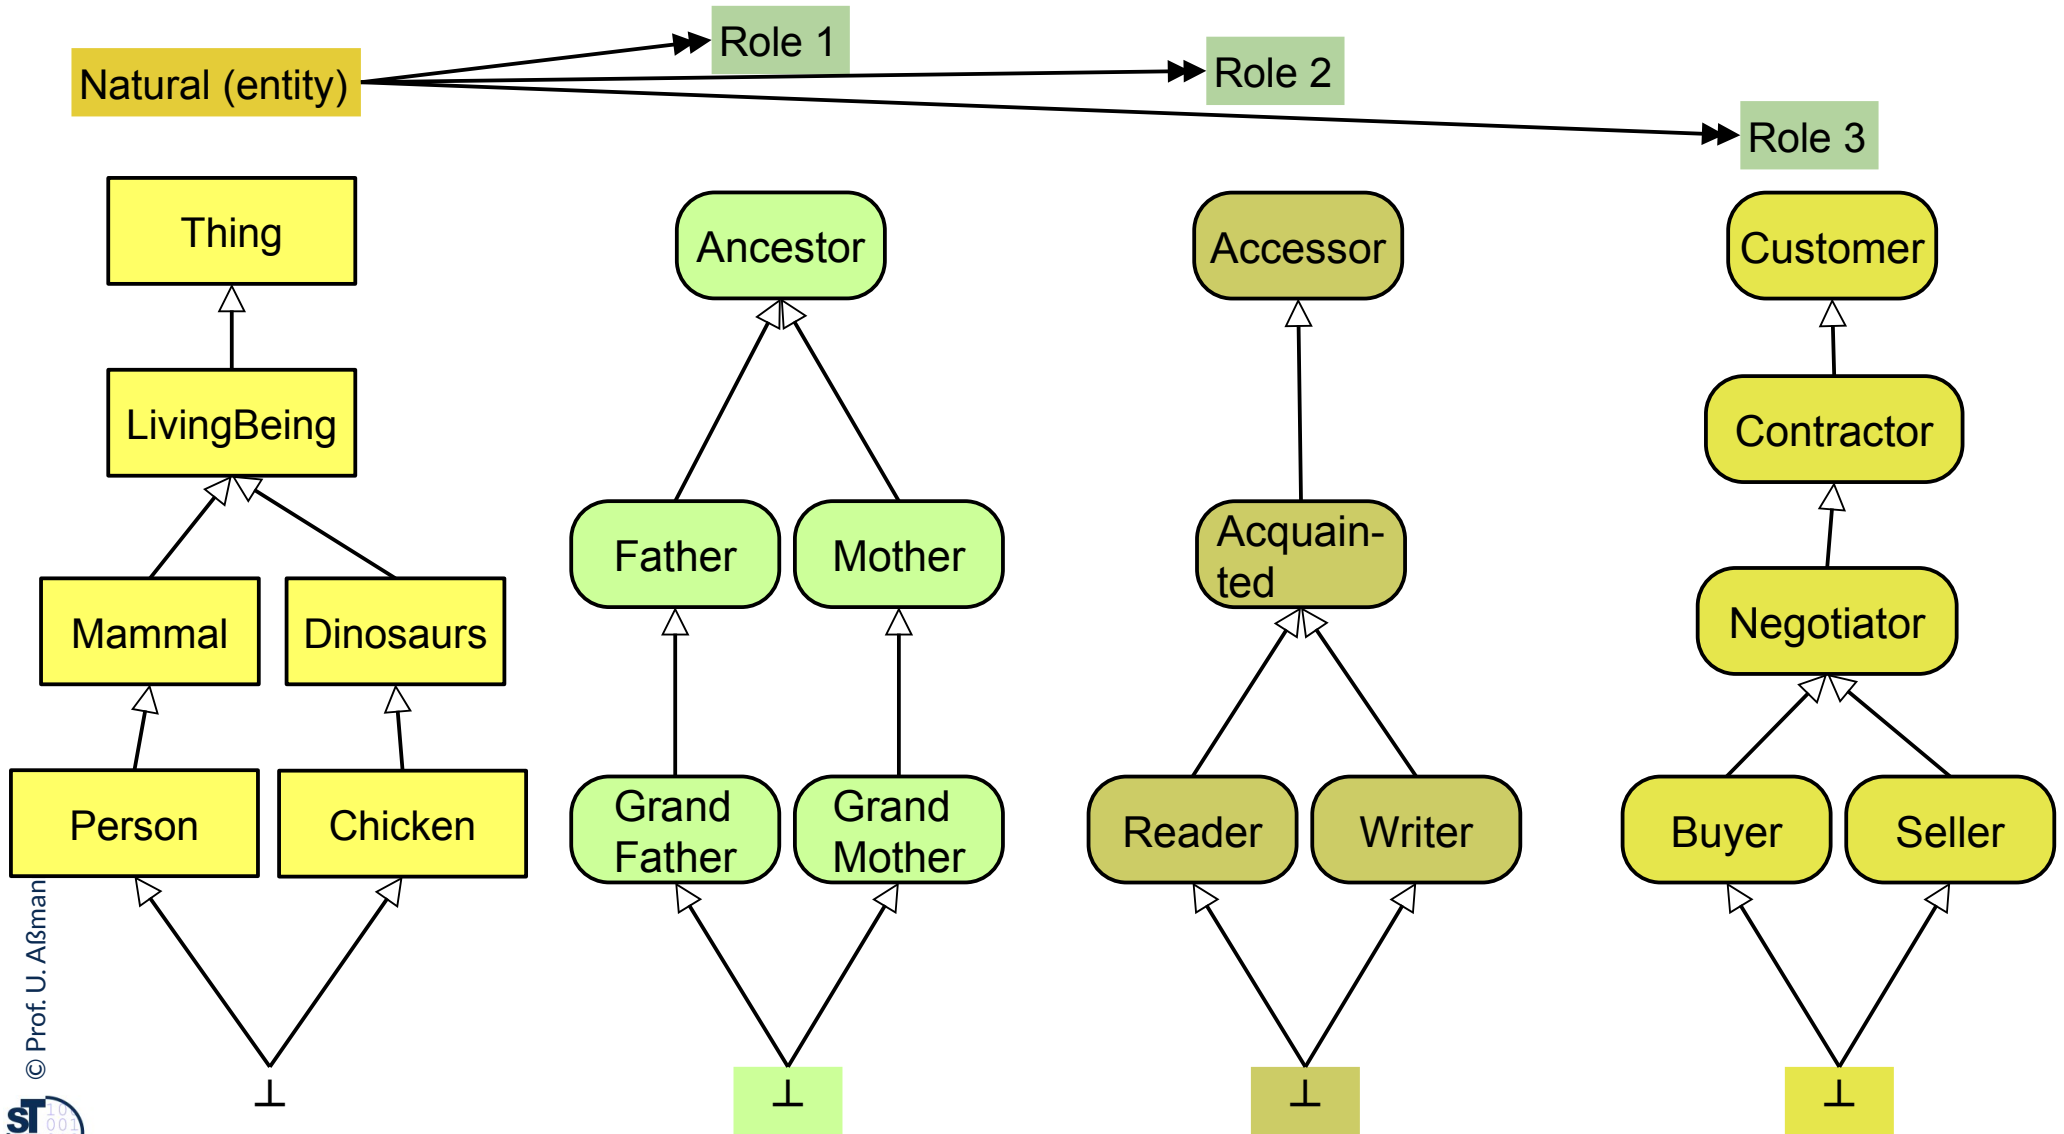 Role 1
Natural (entity)
Role 2
Role 3
Thing
Ancestor
Accessor
Customer
LivingBeing
Contractor
Father
Mother
Acquain-
ted
Mammal
Dinosaurs
Negotiator
Person
Chicken
Grand
Father
Grand
Mother
Reader
Writer
Buyer
Seller
© Prof. U. Aßman
⊥
⊥
⊥
⊥
ST